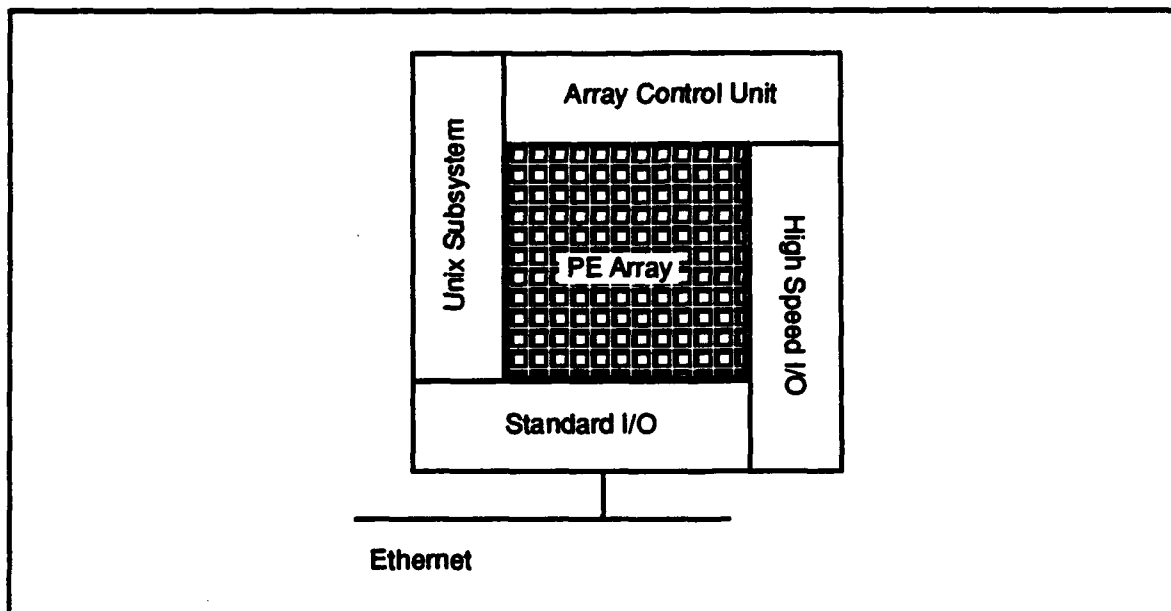 Array Control Unit
Unix Subsystem
PE Array
High Speed I/O
Standard I/O
Ethernet